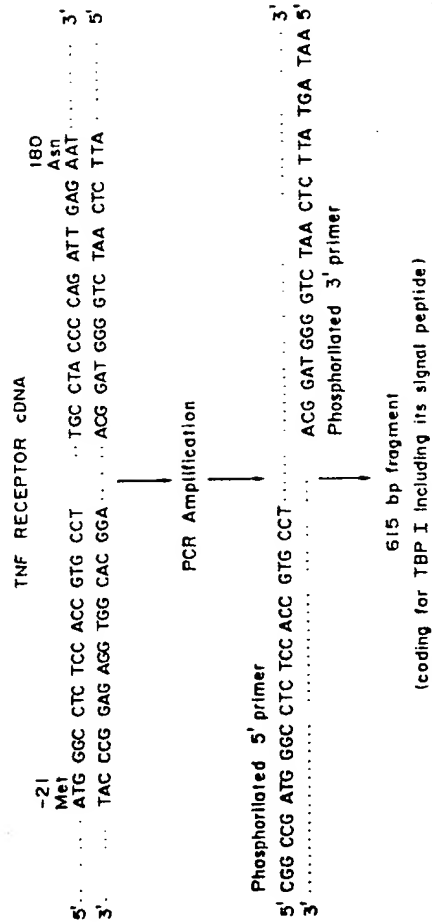 TNF RECEPTOR cDNA
-21 180
Met Asn
5'........ ATG GGC CTC TCC ACC GTG CCT ..TGC CTA CCC CAG ATT GAG AAT........ 3'
3'..... TAC CCG GAG AGG TGG CAC GGA.....ACG GAT GGG GTC TAA CTC TTA........ 5'
PCR Amplification
Phosphorilated 5' primer
5' CGG CCG ATG GGC CTC TCC ACC GTG CCT........ 3'
3'........ ACG GAT GGG GTC TAA CTC TTA TGA TAA 5'
Phosphorilated 3' primer
615 bp fragment
(coding for TBP I including its signal peptide)